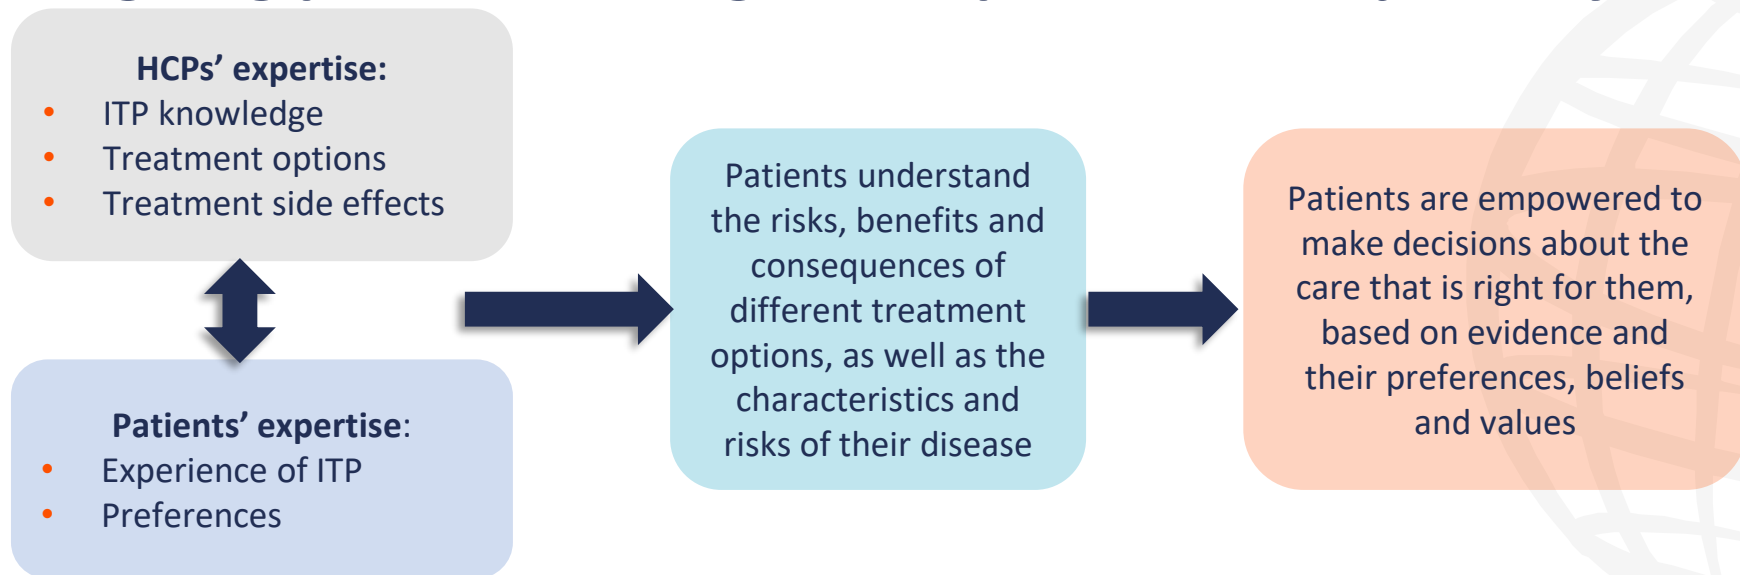 HCPs’ expertise:
• ITP knowledge
• Treatment options
• Treatment side effects
Patients’ expertise:
• Experience of ITP
• Preferences
Patients understand
the risks, benefits and
consequences of
different treatment
options, as well as the
characteristics and
risks of their disease
Patients are empowered to
make decisions about the
care that is right for them,
based on evidence and
their preferences, beliefs
and values